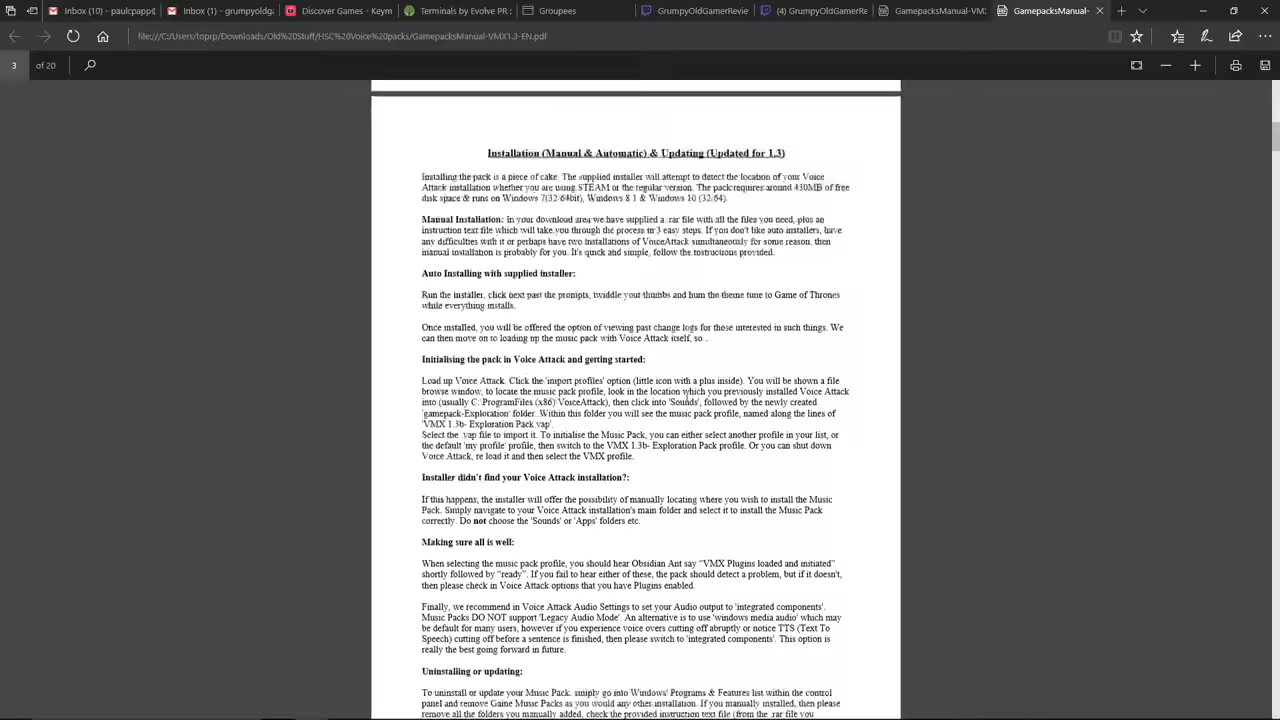 Inbox (10) - paulcpapes
Inbox (1) - grumpyoldgi
Discover Games - Keym
Terminals by Evolve PR -
GrumpyOldGamerRevie
GrumpyOldGamerRe
GamepacksManual-VM
GamepacksManual
file:///C:/Users/toprp/Downloads/Old%20Stuff/HSC%20Voice%20packs/GamepacksManual-VMX1.3-EN.pdf
3 of 20
Installation (Manual & Automatic) & Updating (Updated for 1.3)
Installing the pack is a piece of cake. The supplied installer will attempt to detect the location of your Voice
Attack installation whether you are using STEAM or the regular version. The pack requires around 430MB of free
disk space & runs on Windows 7(32/64bit), Windows 8.1 & Windows 10 (32/64).
Manual Installation: In your download area we have supplied a .rar file with all the files you need, plus an
instruction text file which will take you through the process in 3 easy steps. If you don't like auto installers, have
any difficulties with it or perhaps have two installations of VoiceAttack simultaneously for some reason, then
manual installation is probably for you. It's quick and simple, follow the instructions provided.
Auto Installing with supplied installer:
Run the installer, click next past the prompts, twiddle your thumbs and hum the theme tune to Game of Thrones
while everything installs.
Once installed, you will be offered the option of viewing past change logs for those interested in such things. We
can then move on to loading up the music pack with Voice Attack itself, so...
Initialising the pack in Voice Attack and getting started:
Load up Voice Attack. Click the 'import profiles' option (little icon with a plus inside). You will be shown a file
browse window, to locate the music pack profile, look in the location which you previously installed Voice Attack
into (usually C:\ProgramFiles (x86)\VoiceAttack), then click into 'Sounds', followed by the newly created
'gamepack-Exploration' folder. Within this folder you will see the music pack profile, named along the lines of
'VMX 1.3b- Exploration Pack.vap'.
Select the .vap file to import it. To initialise the Music Pack, you can either select another profile in your list, or
the default 'my profile' profile, then switch to the VMX 1.3b- Exploration Pack profile. Or you can shut down
Voice Attack, re load it and then select the VMX profile.
Installer didn't find your Voice Attack installation?:
If this happens, the installer will offer the possibility of manually locating where you wish to install the Music
Pack. Simply navigate to your Voice Attack installation's main folder and select it to install the Music Pack
correctly. Do not choose the 'Sounds' or 'Apps' folders etc.
Making sure all is well:
When selecting the music pack profile, you should hear Obsidian Ant say “VMX Plugins loaded and initiated”
shortly followed by “ready”. If you fail to hear either of these, the pack should detect a problem, but if it doesn't,
then please check in Voice Attack options that you have Plugins enabled.
Finally, we recommend in Voice Attack Audio Settings to set your Audio output to 'integrated components'.
Music Packs DO NOT support 'Legacy Audio Mode'. An alternative is to use 'windows media audio' which may
be default for many users, however if you experience voice overs cutting off abruptly or notice TTS (Text To
Speech) cutting off before a sentence is finished, then please switch to 'integrated components'. This option is
really the best going forward in future.
Uninstalling or updating:
To uninstall or update your Music Pack, simply go into Windows' Programs & Features list within the control
panel and remove Game Music Packs as you would any other installation. If you manually installed, then please
remove all the folders you manually added, check the provided instruction text file (from the .rar file you